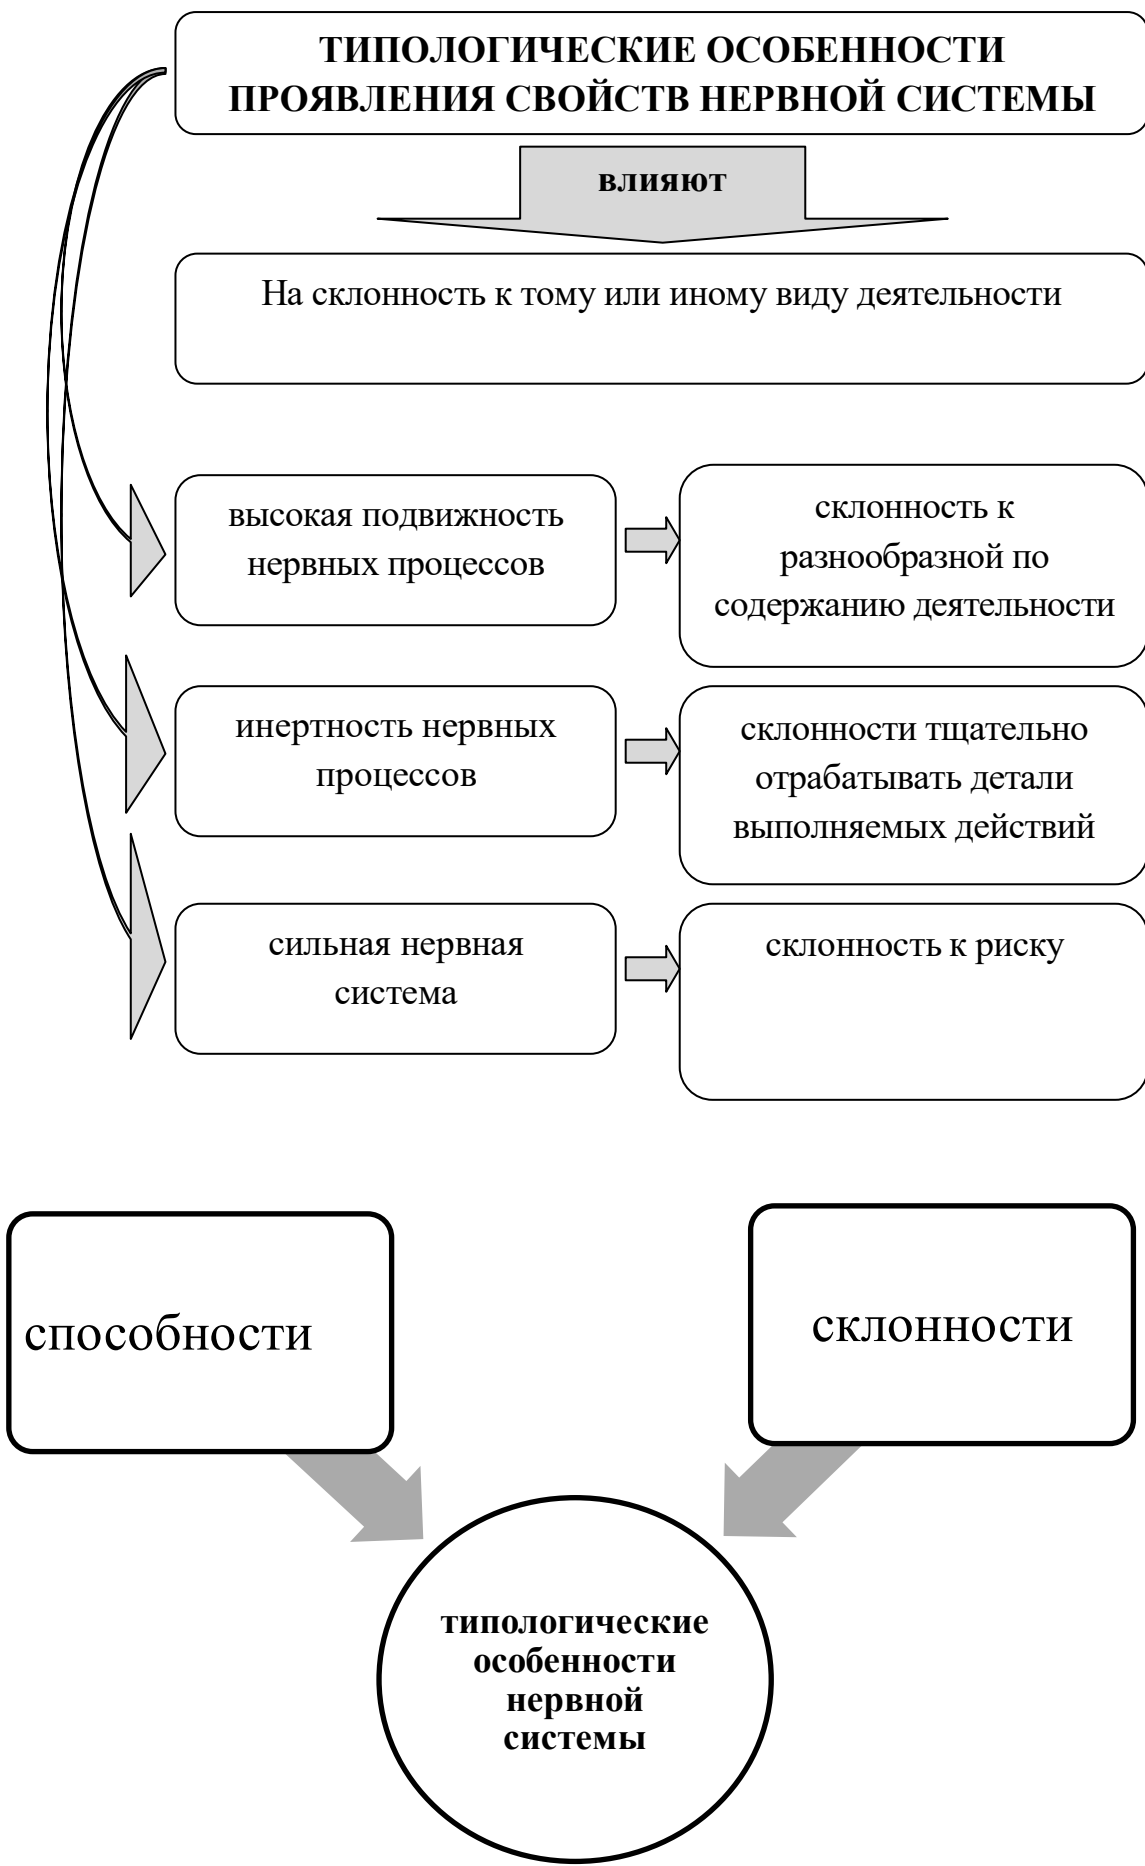 ТИПОЛОГИЧЕСКИЕ ОСОБЕННОСТИ
ПРОЯВЛЕНИЯ СВОЙСТВ НЕРВНОЙ СИСТЕМЫ
влияют
На склонность к тому или иному виду деятельности
высокая подвижность
нервных процессов
склонность к
разнообразной по
содержанию деятельности
инертность нервных
процессов
склонности тщательно
отрабатывать детали
выполняемых действий
сильная нервная
система
склонность к риску
способности
склонности
типологические
особенности
нервной
системы